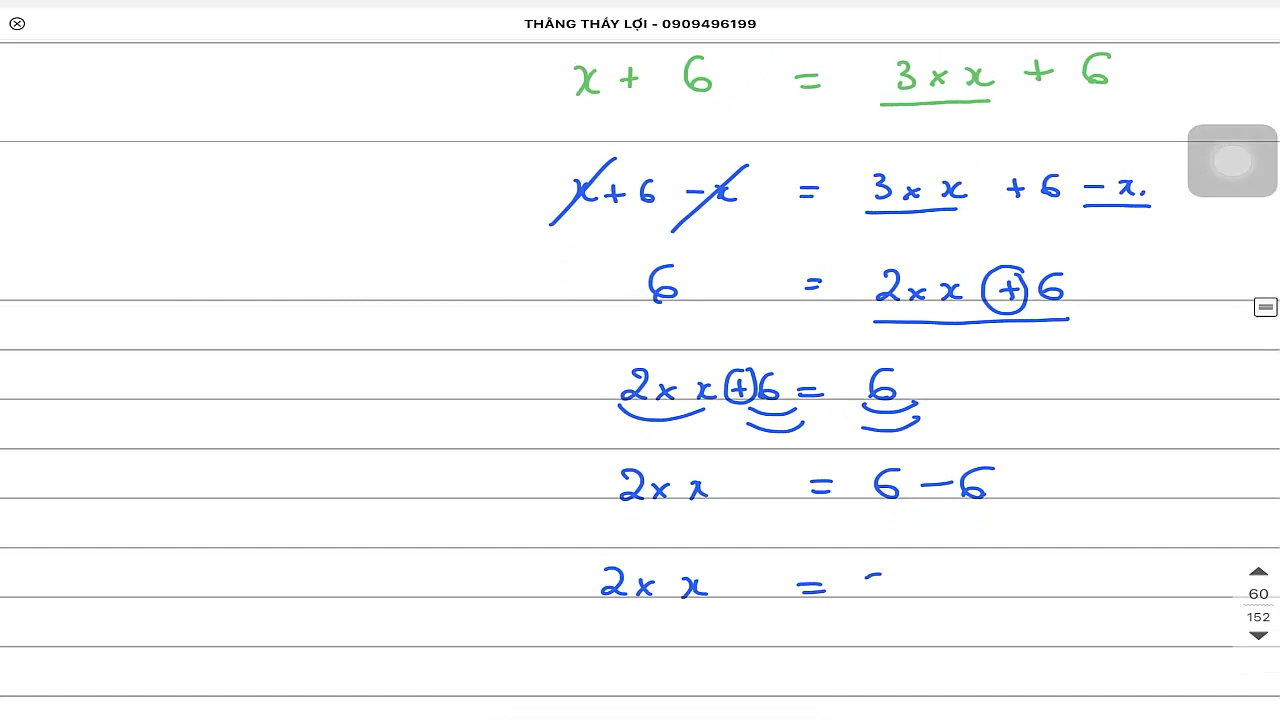 THẦNG THẦY LỢI - 0909496199
x + 6 = 3 × x + 6
x + 6 - x = 3 × x + 6 - x.
6 = 2 × x + 6
2 × x + 6 = 6
2 × x = 6 - 6
2 × x =
60
152